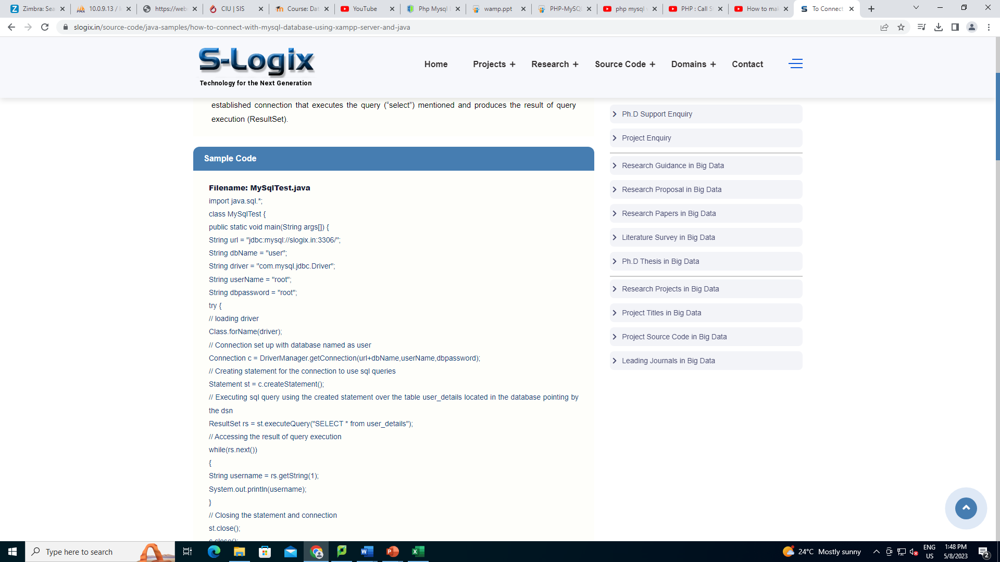 Zimbra: Sea
10.0.9.13 / l
https://web
CIU | SIS
Course: Dat
YouTube
Php Mysql
wamp.ppt
PHP-MySQ
php mysql
PHP : Call S
How to ma
To Connect
slogix.in/source-code/java-samples/how-to-connect-with-mysql-database-using-xampp-server-and-java
S-Logix
Technology for the Next Generation
Home
Projects +
Research +
Source Code +
Domains +
Contact
established connection that executes the query (“select”) mentioned and produces the result of query
execution (ResultSet).
Sample Code
Filename: MySqlTest.java
import java.sql.*;
class MySqlTest {
public static void main(String args[]) {
String url = "jdbc:mysql://slogix.in:3306/";
String dbName = "user";
String driver = "com.mysql.jdbc.Driver";
String userName = "root";
String dbpassword = "root";
try {
// loading driver
Class.forName(driver);
// Connection set up with database named as user
Connection c = DriverManager.getConnection(url+dbName,userName,dbpassword);
// Creating statement for the connection to use sql queries
Statement st = c.createStatement();
// Executing sql query using the created statement over the table user_details located in the database pointing by
the dsn
ResultSet rs = st.executeQuery("SELECT * from user_details");
// Accessing the result of query execution
while(rs.next())
{
String username = rs.getString(1);
System.out.println(username);
}
// Closing the statement and connection
st.close();
c.close();
Ph.D Support Enquiry
Project Enquiry
Research Guidance in Big Data
Research Proposal in Big Data
Research Papers in Big Data
Literature Survey in Big Data
Ph.D Thesis in Big Data
Research Projects in Big Data
Project Titles in Big Data
Project Source Code in Big Data
Leading Journals in Big Data
Type here to search
24°C Mostly sunny
ENG
US
1:48 PM
5/8/2023
2